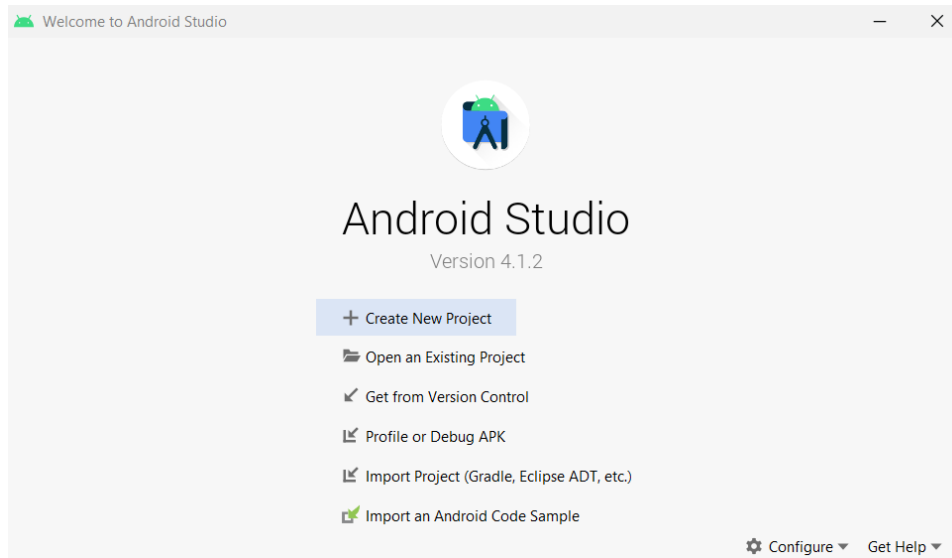 Welcome to Android Studio
Android Studio
Version 4.1.2
Create New Project
Open an Existing Project
Get from Version Control
Profile or Debug APK
Import Project (Gradle, Eclipse ADT, etc.)
Import an Android Code Sample
Configure Get Help